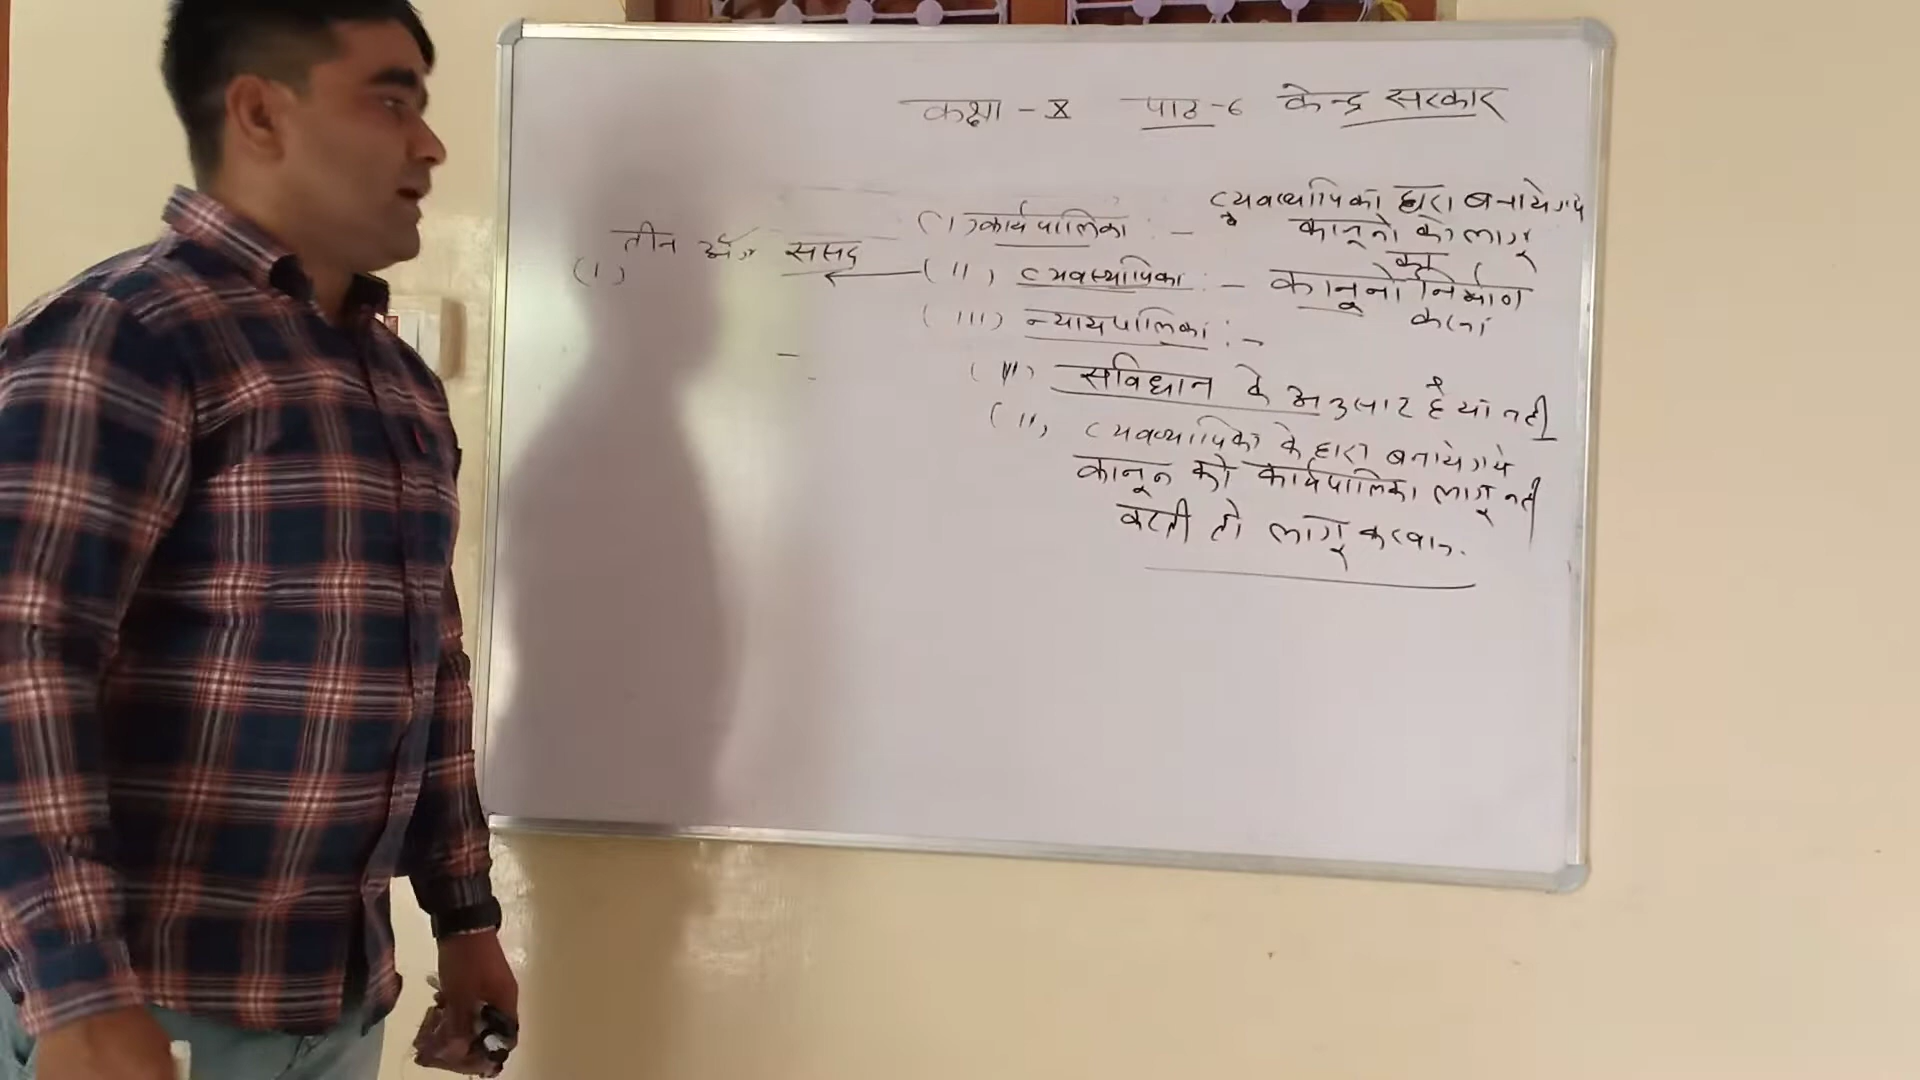 कक्षा - X पाठ - ६ केन्द्र सरकार
तीन अंग संसद
(I)
(I) कार्यपालिका :- व्यवस्थापिका द्वारा बनाये गये
कानूनो को लागू
(II) व्यवस्थापिका :- कानूनो निर्माण
करना
(III) न्यायपालिका :-
संविधान के अनुसार है या नही
(II) व्यवस्थापिका के द्वारा बनाये गये
कानून को कार्यपालिका लागू नही
करती तो लागू करवाना